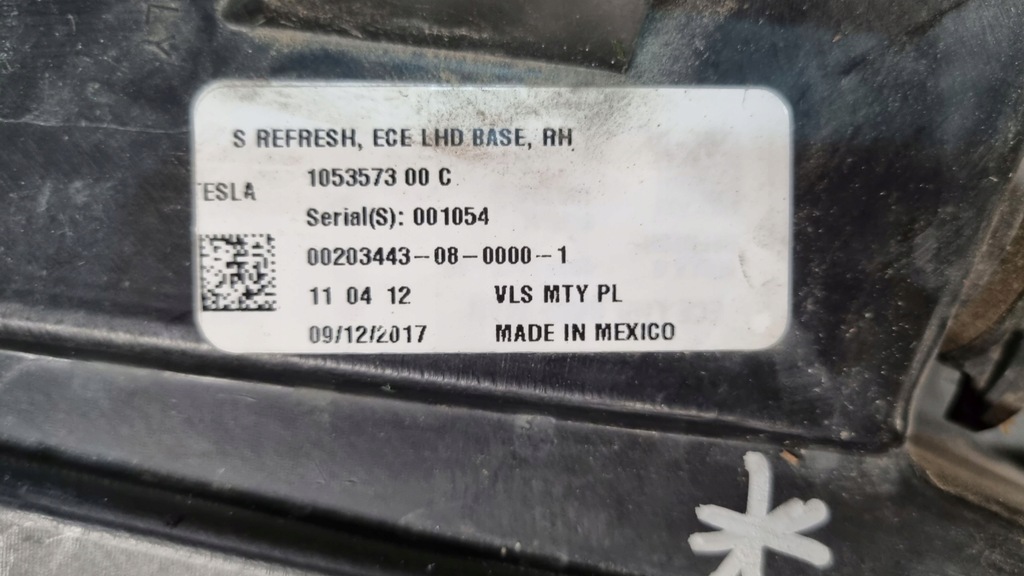 S REFRESH, ECE LHD BASE, RH
1053573 00 C
TESLA
Serial(S): 001054
00203443-08-0000-1
11 04 12 VLS MTY PL
09/12/2017 MADE IN MEXICO